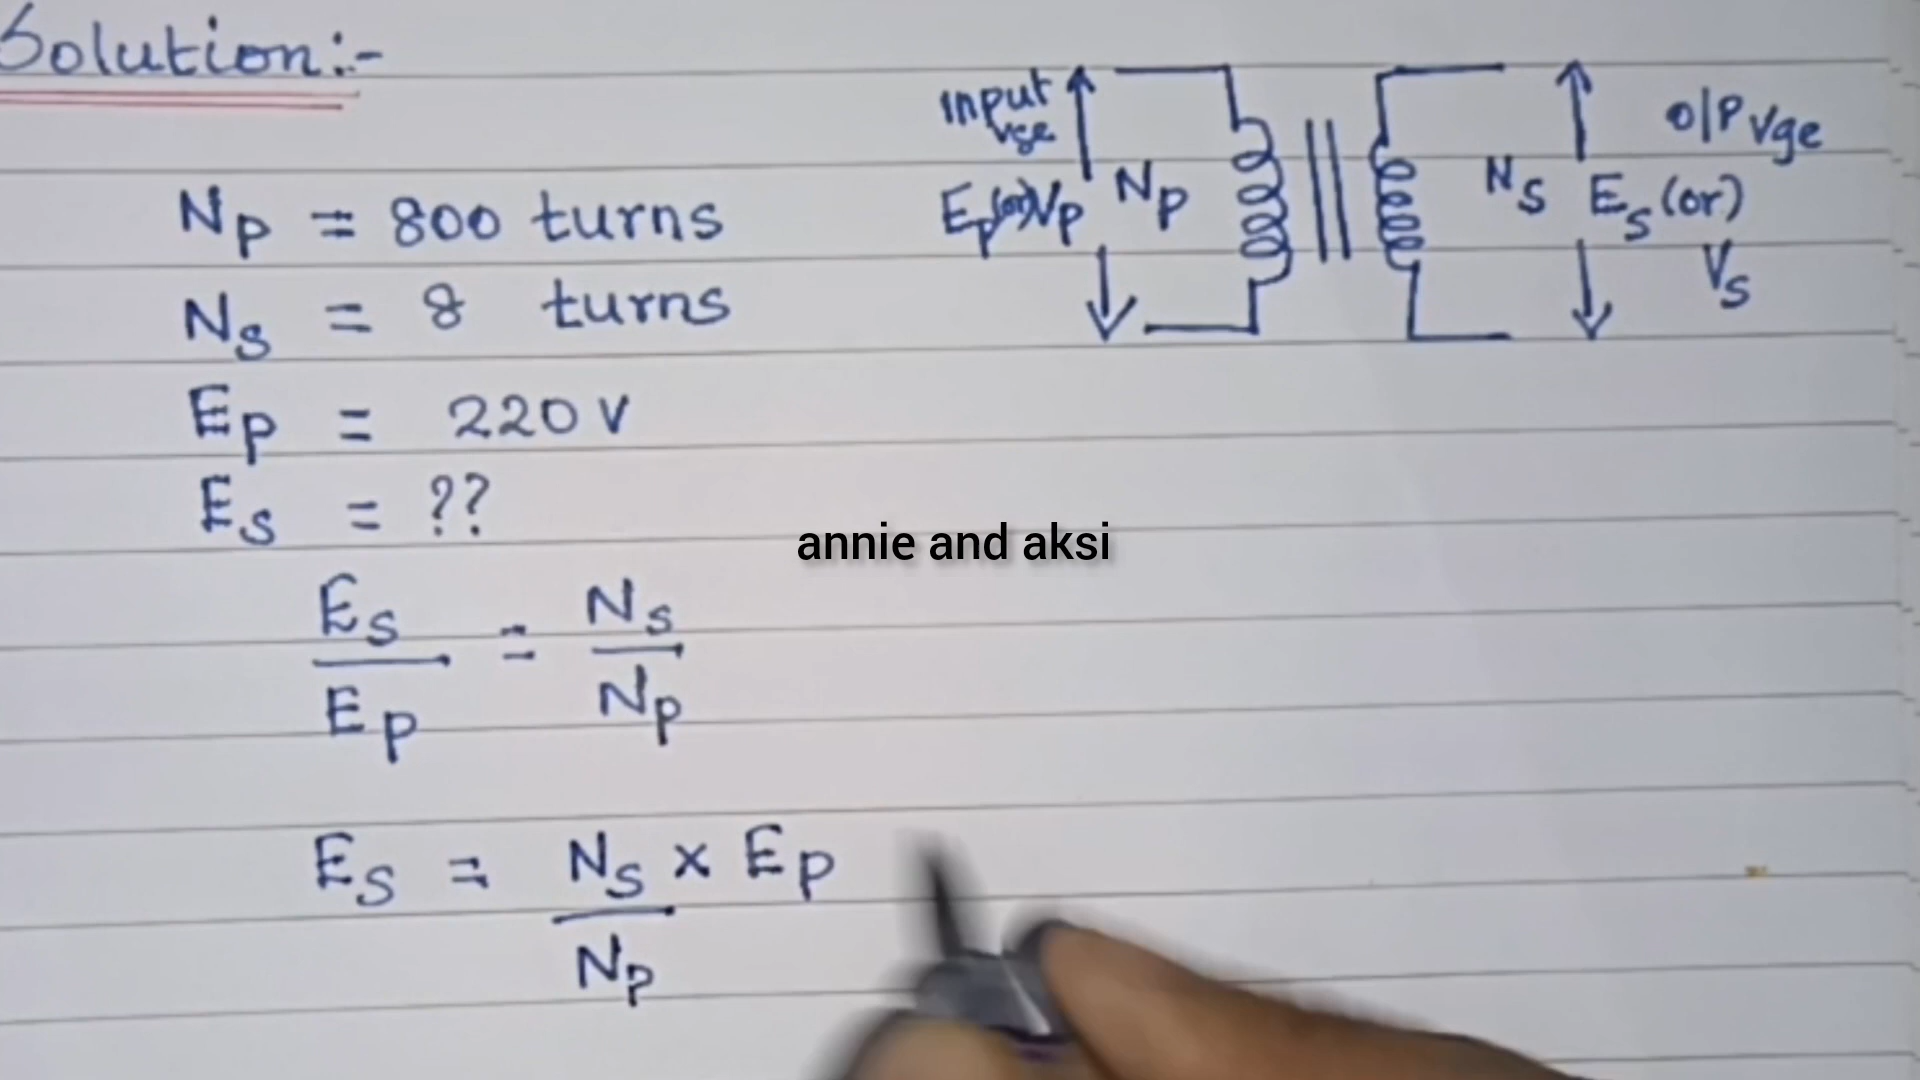 Solution:-
Input
vge
Ep(or)Vp
Np
Ns
o/p vge
Es (or)
Vs
Np = 800 turns
Ns = 8 turns
Ep = 220 V
Es = ??
annie and aksi
Es/Ep = Ns/Np
Es = Ns/Np × Ep